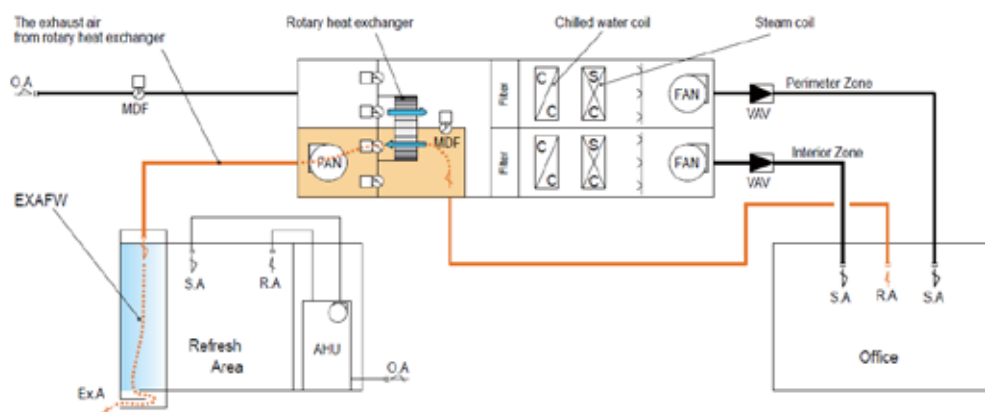 The exhaust air
from rotary heat exchanger
Rotary heat exchanger
Chilled water coil
Steam coil
O.A
MDF
Filter
C
C
S
C
FAN
VAV
Perimeter Zone
MDF
FAN
Filter
C
C
S
C
FAN
VAV
Interior Zone
EXAFW
S.A
R.A
AHU
Refresh
Area
O.A
Ex.A
S.A
R.A
S.A
Office